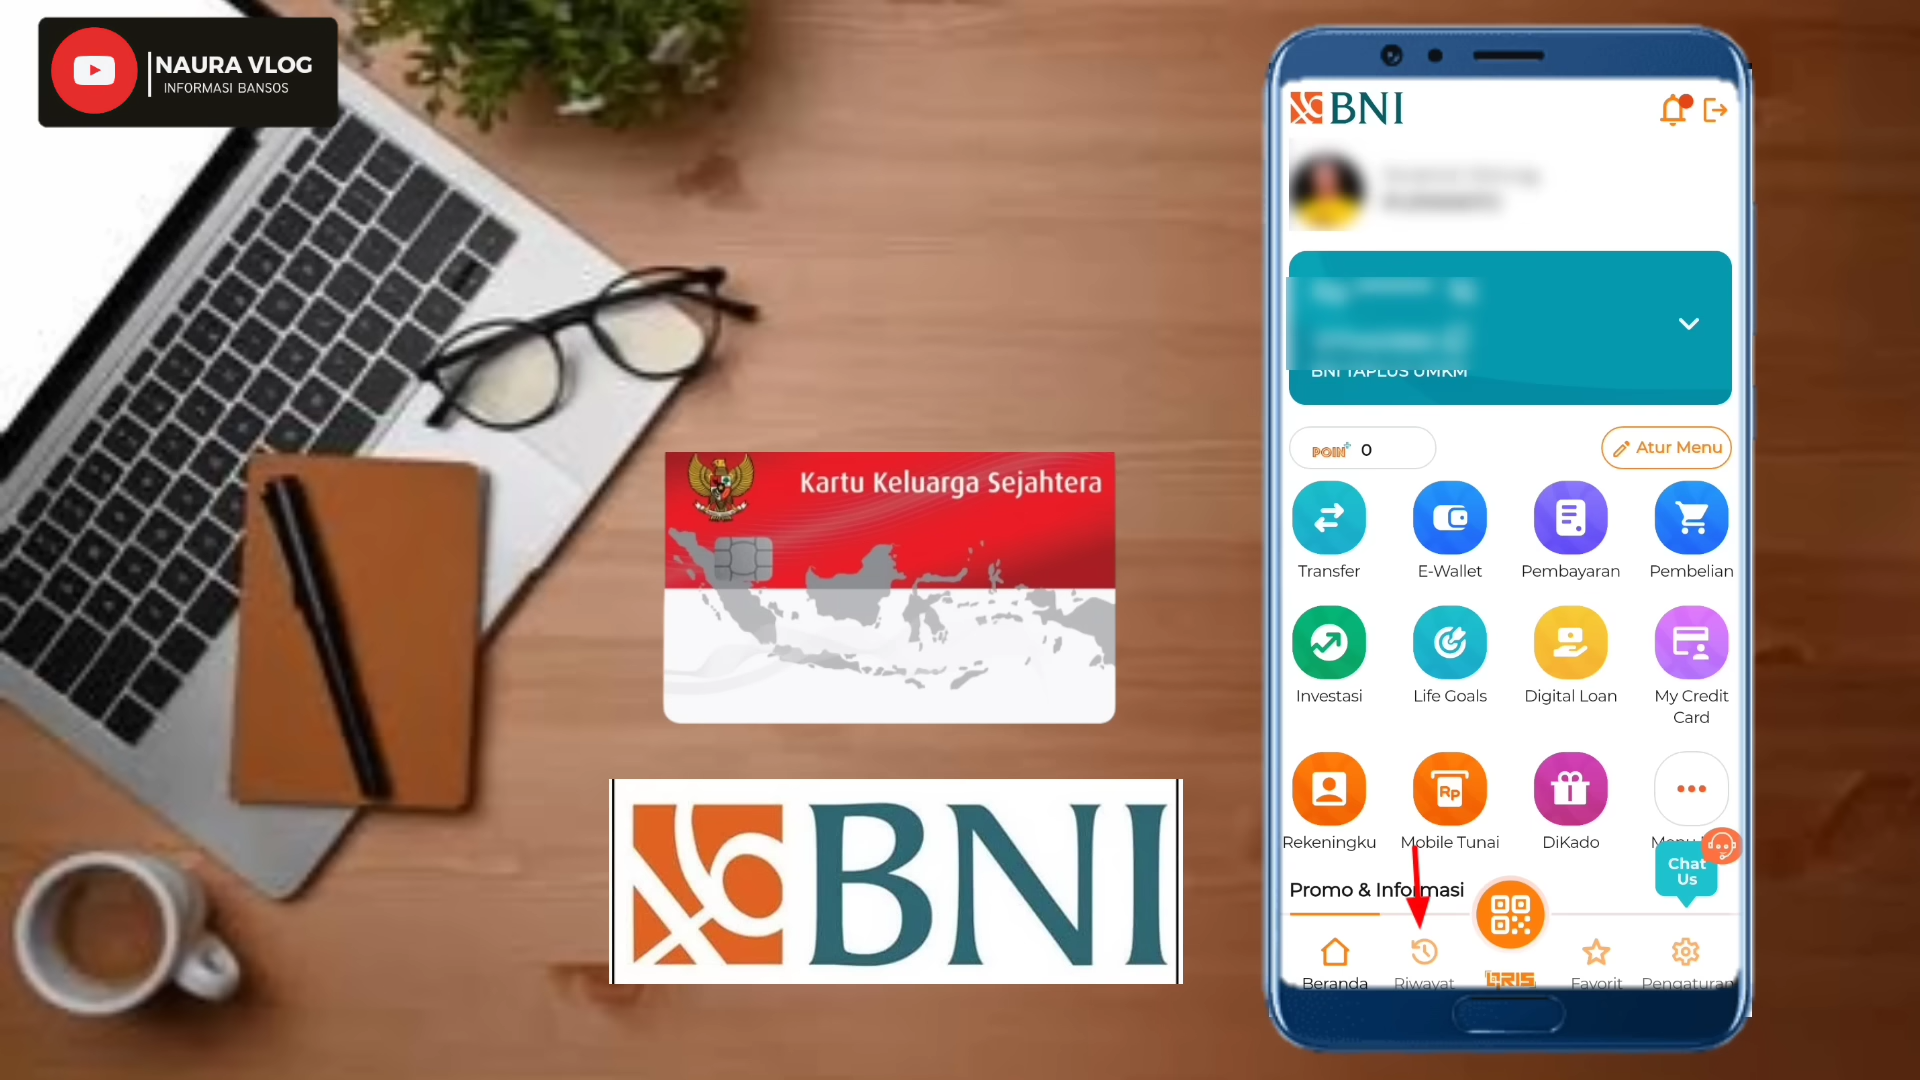 NAURA VLOG
INFORMASI BANSOS
Kartu Keluarga Sejahtera
BNI
BNI
BNI TAPLUS UMKM
POIN+ 0
Atur Menu
Transfer
E-Wallet
Pembayaran
Pembelian
Investasi
Life Goals
Digital Loan
My Credit
Card
Rekeningku
Mobile Tunai
DiKado
Rp
Chat
Us
Promo & Informasi
Beranda
Riwayat
QRIS
Favorit
Pengaturan